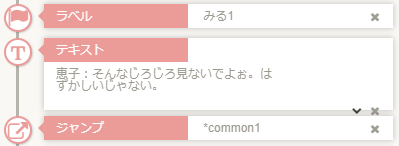 ラベル みる1
テキスト
恵子：そんなじろじろ見ないでよぉ。は
ずかしいじゃない。
ジャンプ *common1